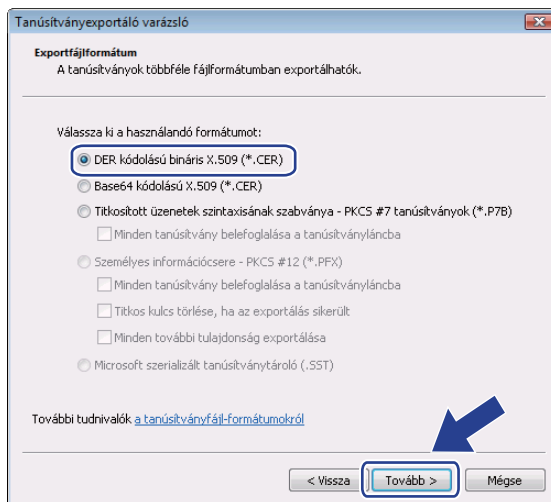 Tanúsítványexportáló varázsló
Exportfájlformátum
A tanúsítványok többféle fájlformátumban exportálhatók.
Válassza ki a használandó formátumot:
DER kódolású bináris X.509 (*.CER)
Base64 kódolású X.509 (*.CER)
Titkosított üzenetek szintaxisának szabványa - PKCS #7 tanúsítványok (*.P7B)
Minden tanúsítvány belefoglalása a tanúsítványláncba
Személyes információcsere - PKCS #12 (*.PFX)
Minden tanúsítvány belefoglalása a tanúsítványláncba
Titkos kulcs törlése, ha az exportálás sikerült
Minden további tulajdonság exportálása
Microsoft szerializált tanúsítványtároló (.SST)
További tudnivalók a tanúsítványfájl-formátumokról
< Vissza Tovább > Mégse